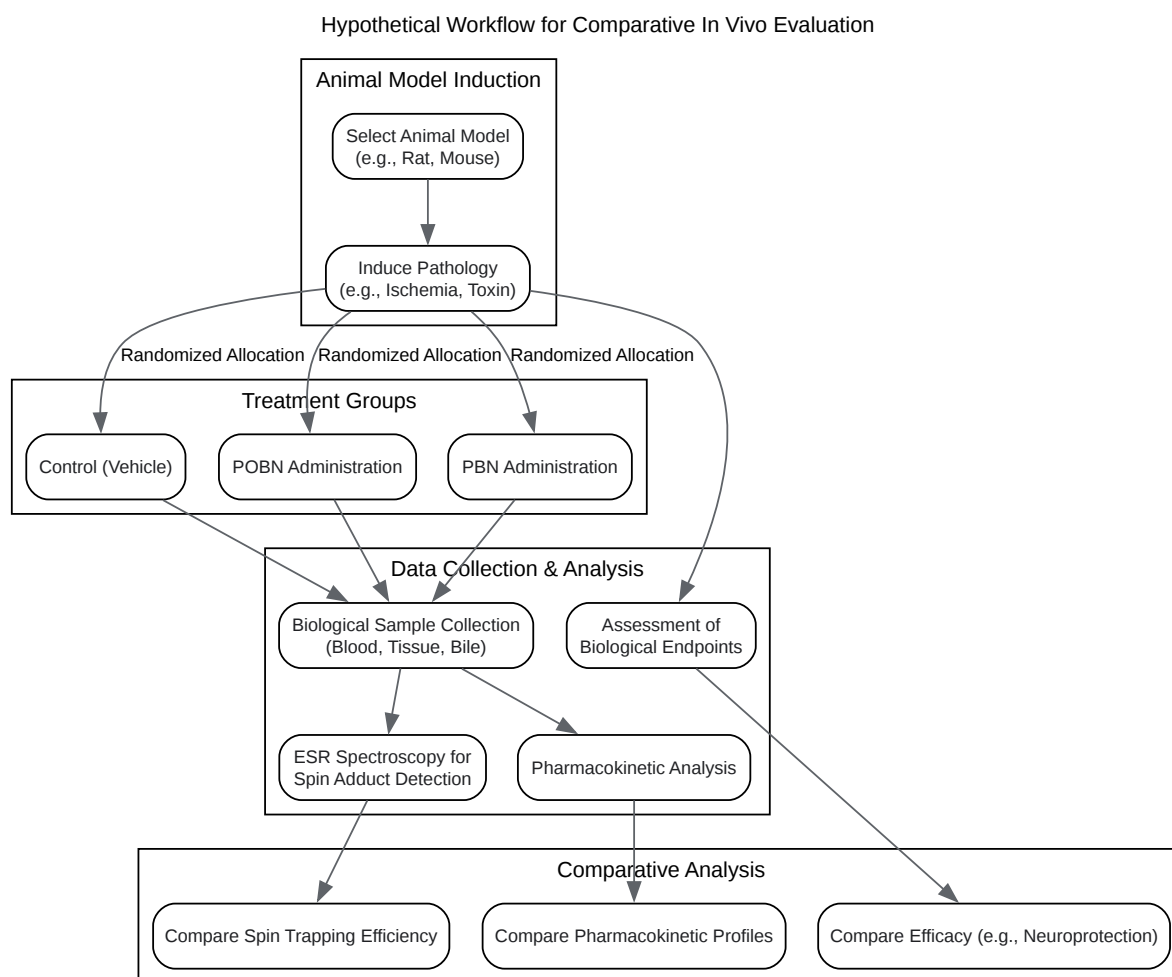 Hypothetical Workflow for Comparative In Vivo Evaluation
Animal Model Induction
Select Animal Model
(e.g., Rat, Mouse)
Induce Pathology
(e.g., Ischemia, Toxin)
Randomized Allocation
Randomized Allocation
Randomized Allocation
Treatment Groups
Control (Vehicle)
POBN Administration
PBN Administration
Data Collection & Analysis
Biological Sample Collection
(Blood, Tissue, Bile)
Assessment of
Biological Endpoints
ESR Spectroscopy for
Spin Adduct Detection
Pharmacokinetic Analysis
Comparative Analysis
Compare Spin Trapping Efficiency
Compare Pharmacokinetic Profiles
Compare Efficacy (e.g., Neuroprotection)